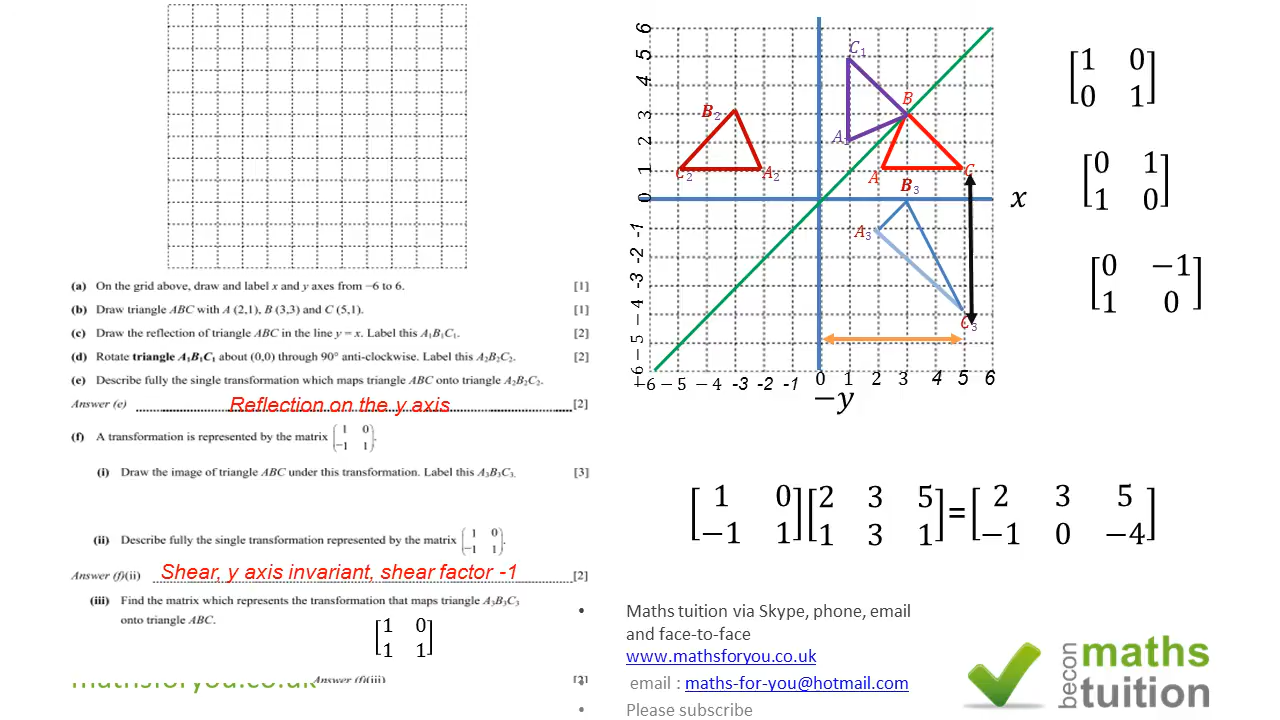 (a) On the grid above, draw and label x and y axes from −6 to 6. [1]
(b) Draw triangle ABC with A (2,1), B (3,3) and C (5,1). [1]
(c) Draw the reflection of triangle ABC in the line y = x. Label this A₁B₁C₁. [2]
(d) Rotate triangle A₁B₁C₁ about (0,0) through 90° anti-clockwise. Label this A₂B₂C₂. [2]
(e) Describe fully the single transformation which maps triangle ABC onto triangle A₂B₂C₂.
Answer (e) Reflection on the y axis [2]
(f) A transformation is represented by the matrix
1 0
−1 1 .
(i) Draw the image of triangle ABC under this transformation. Label this A₃B₃C₃. [3]
(ii) Describe fully the single transformation represented by the matrix
1 0
−1 1 .
Answer (f)(ii) Shear, y axis invariant, shear factor -1 [2]
(iii) Find the matrix which represents the transformation that maps triangle A₃B₃C₃
onto triangle ABC.
1 0
1 1
Answer (f)(iii) [2]
mathsforyou.co.uk
6
5
4
3
2
1
0
-1
-2
-3
−4
−5
−6
−6 −5 −4 -3 -2 -1 0 1 2 3 4 5 6
x
−y
C₁
B
A₁
A
C
B₂
C₂
A₂
B₃
A₃
C₃
1 0
0 1
0 1
1 0
0 −1
1 0
1 0 2 3 5 = 2 3 5
−1 1 1 3 1 −1 0 −4
• Maths tuition via Skype, phone, email
and face-to-face
www.mathsforyou.co.uk
• email : maths-for-you@hotmail.com
• Please subscribe
becon
maths
tuition